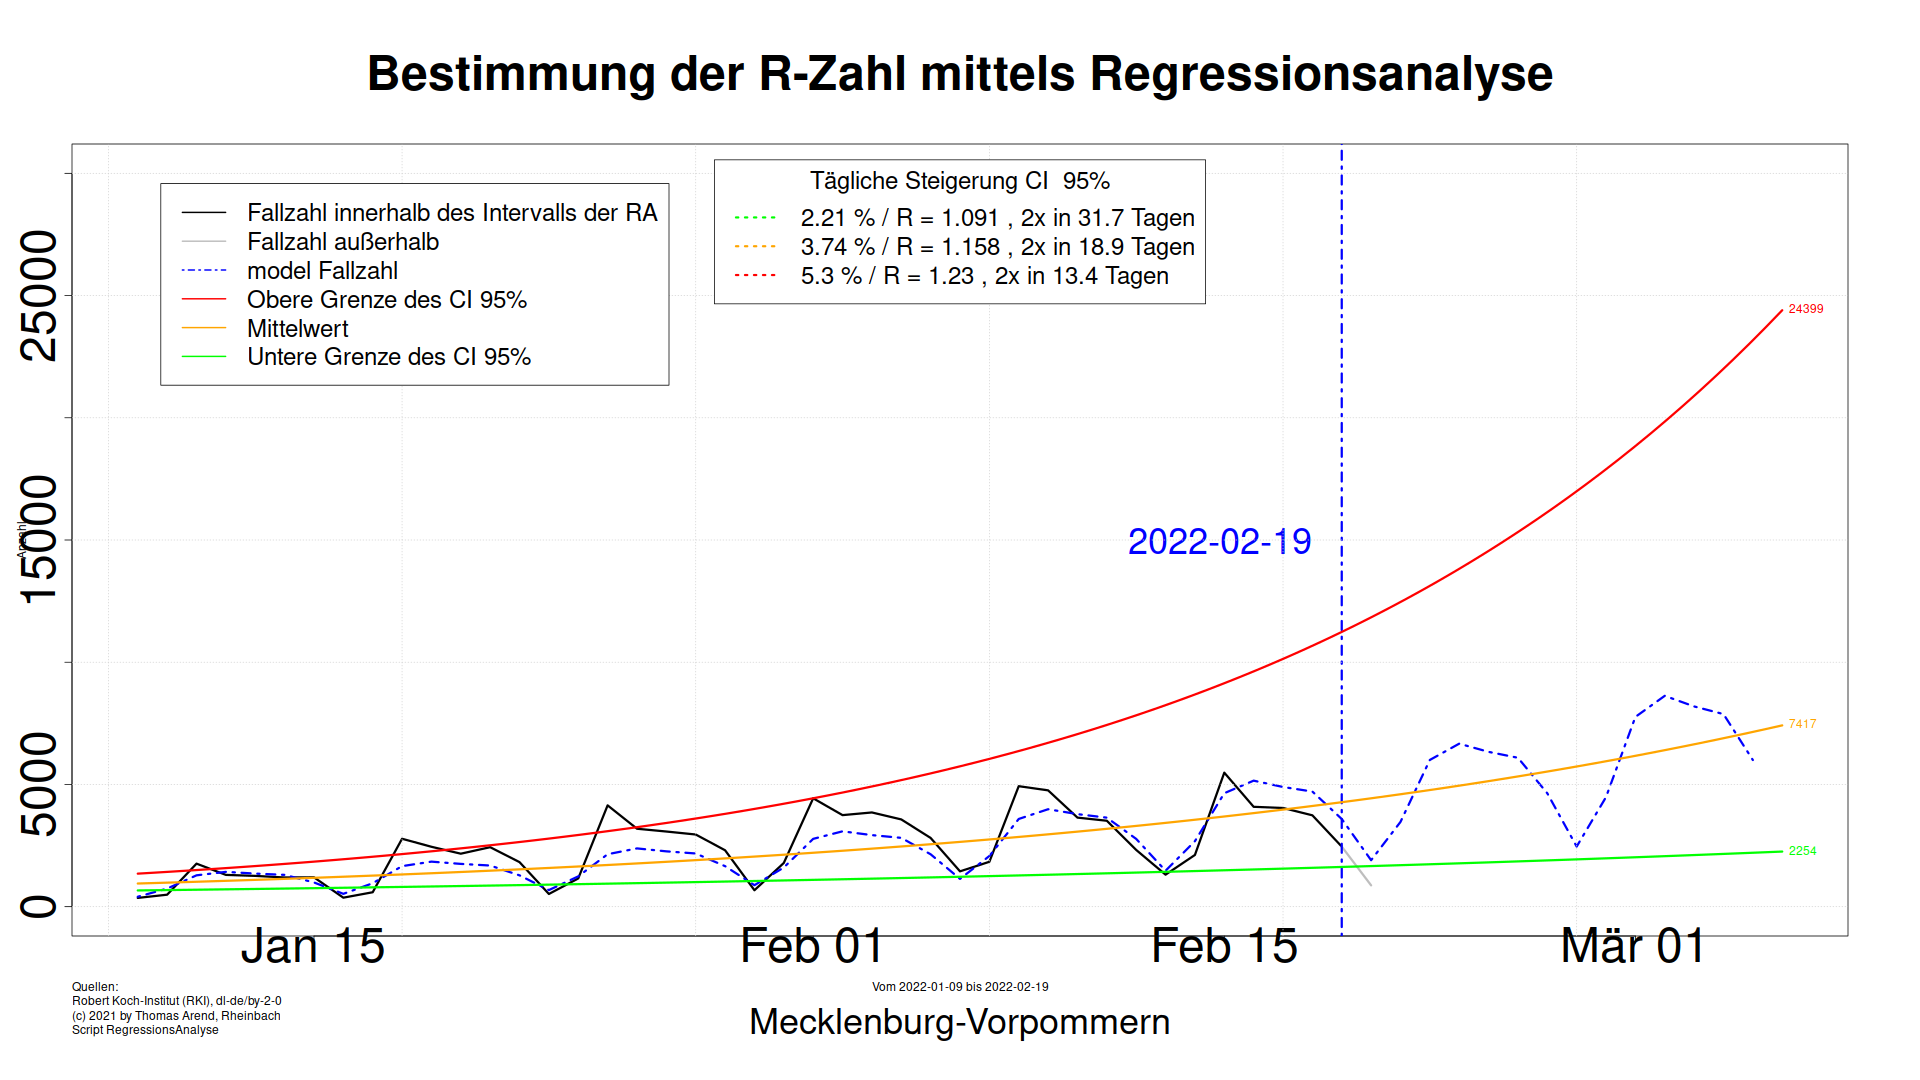 Bestimmung der R-Zahl mittels Regressionsanalyse
Fallzahl innerhalb des Intervalls der RA
Fallzahl außerhalb
model Fallzahl
Obere Grenze des CI 95%
Mittelwert
Untere Grenze des CI 95%
Tägliche Steigerung CI  95%
2.21 % / R = 1.091 , 2x in 31.7 Tagen
3.74 % / R = 1.158 , 2x in 18.9 Tagen
5.3 % / R = 1.23 , 2x in 13.4 Tagen
25000
15000
5000
0
Anzahl
2022-02-19
24399
7417
2254
Jan 15
Feb 01
Feb 15
Mär 01
Quellen:
Robert Koch-Institut (RKI), dl-de/by-2-0
(c) 2021 by Thomas Arend, Rheinbach
Script RegressionsAnalyse
Vom 2022-01-09 bis 2022-02-19
Mecklenburg-Vorpommern